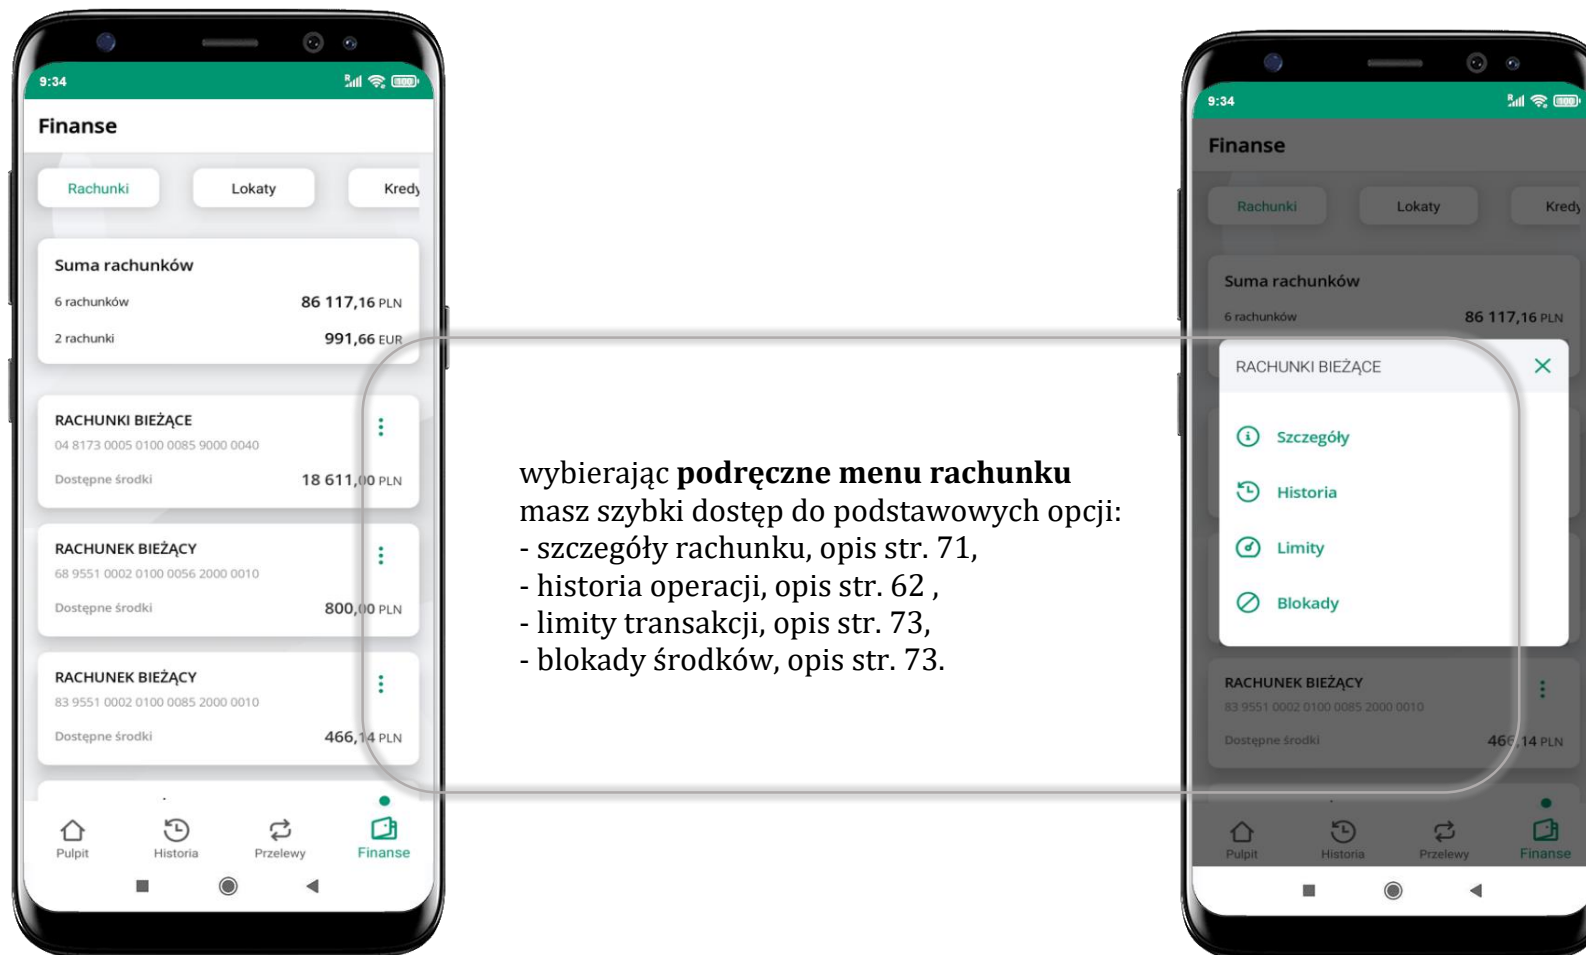 9:34
Finanse
Rachunki Lokaty Kredy
Suma rachunków
6 rachunków 86 117,16 PLN
2 rachunki 991,66 EUR
RACHUNKI BIEŻĄCE
04 8173 0005 0100 0085 9000 0040
Dostępne środki 18 611,00 PLN
RACHUNEK BIEŻĄCY
68 9551 0002 0100 0056 2000 0010
Dostępne środki 800,00 PLN
RACHUNEK BIEŻĄCY
83 9551 0002 0100 0085 2000 0010
Dostępne środki 466,14 PLN
Pulpit Historia Przelewy Finanse
wybierając podręczne menu rachunku
masz szybki dostęp do podstawowych opcji:
- szczegóły rachunku, opis str. 71,
- historia operacji, opis str. 62 ,
- limity transakcji, opis str. 73,
- blokady środków, opis str. 73.
9:34
Finanse
Rachunki Lokaty Kredy
Suma rachunków
6 rachunków 86 117,16 PLN
RACHUNKI BIEŻĄCE
Szczegóły
Historia
Limity
Blokady
RACHUNEK BIEŻĄCY
83 9551 0002 0100 0085 2000 0010
Dostępne środki 466,14 PLN
Pulpit Historia Przelewy Finanse